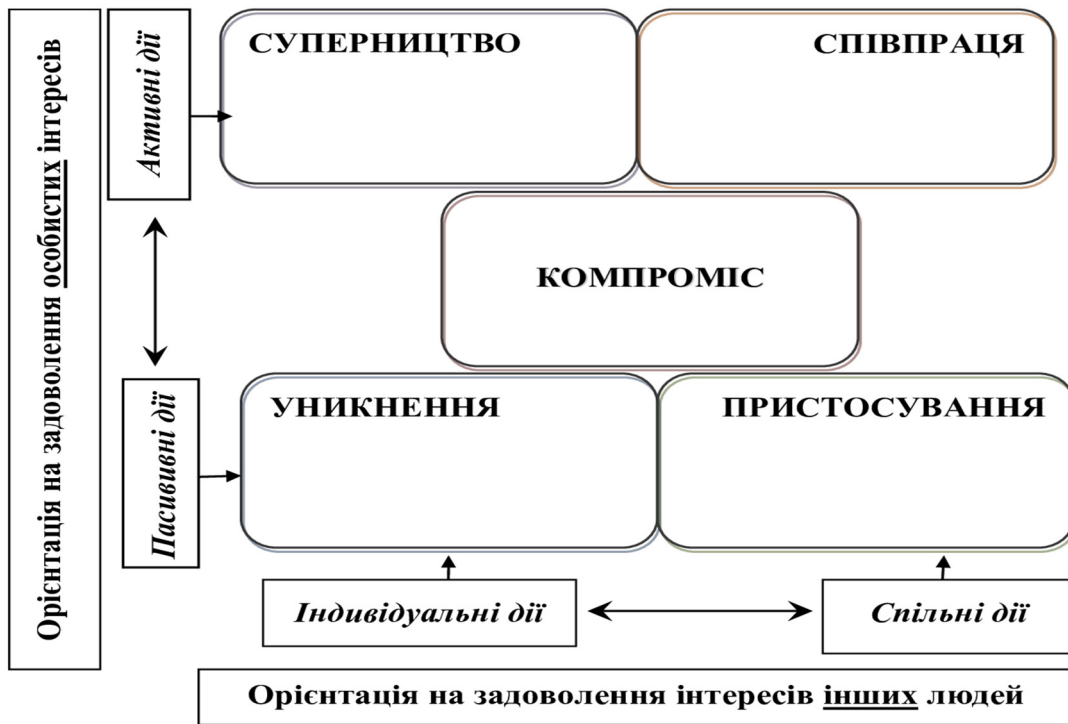 Орієнтація на задоволення особистих інтересів
Активні дії
Пасививні дії
СУПЕРНИЦТВО
СПІВПРАЦЯ
КОМПРОМІС
УНИКНЕННЯ
ПРИСТОСУВАННЯ
Індивідуальні дії
Спільні дії
Орієнтація на задоволення інтересів інших людей